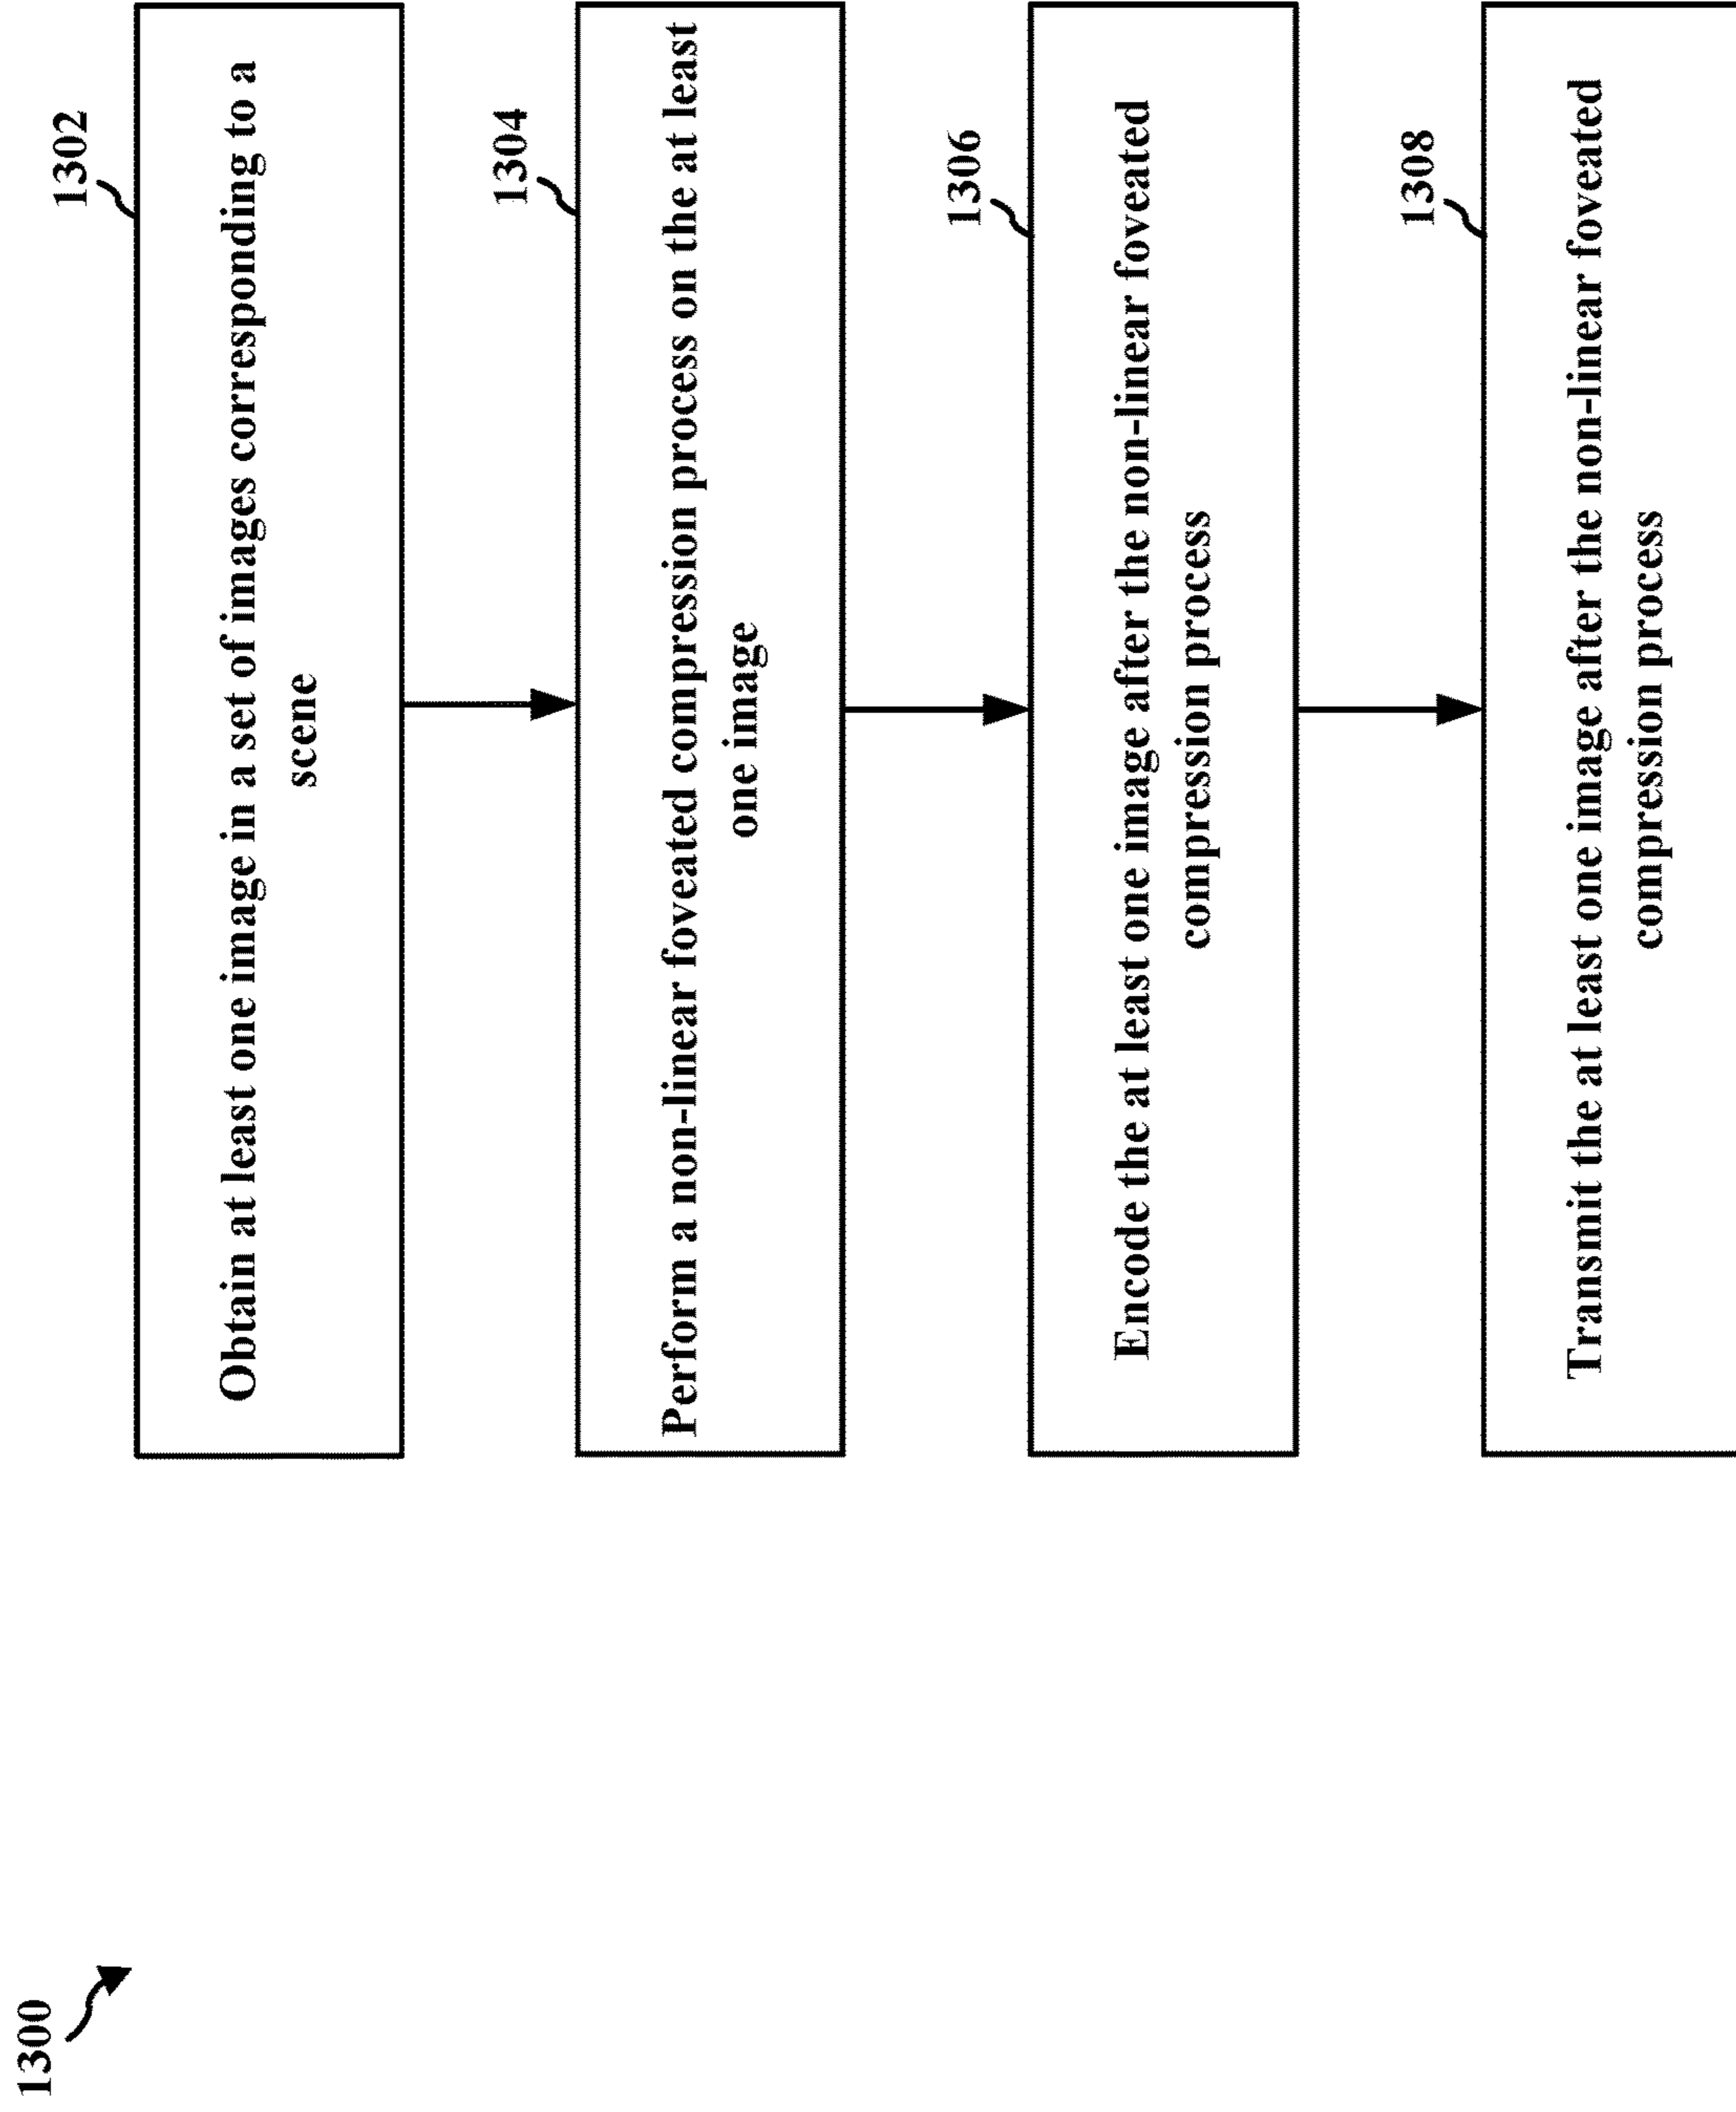 1300
1302
Obtain at least one image in a set of images corresponding to a
scene
1304
Perform a non-linear foveated compression process on the at least
one image
1306
Encode the at least one image after the non-linear foveated
compression process
1308
Transmit the at least one image after the non-linear foveated
compression process